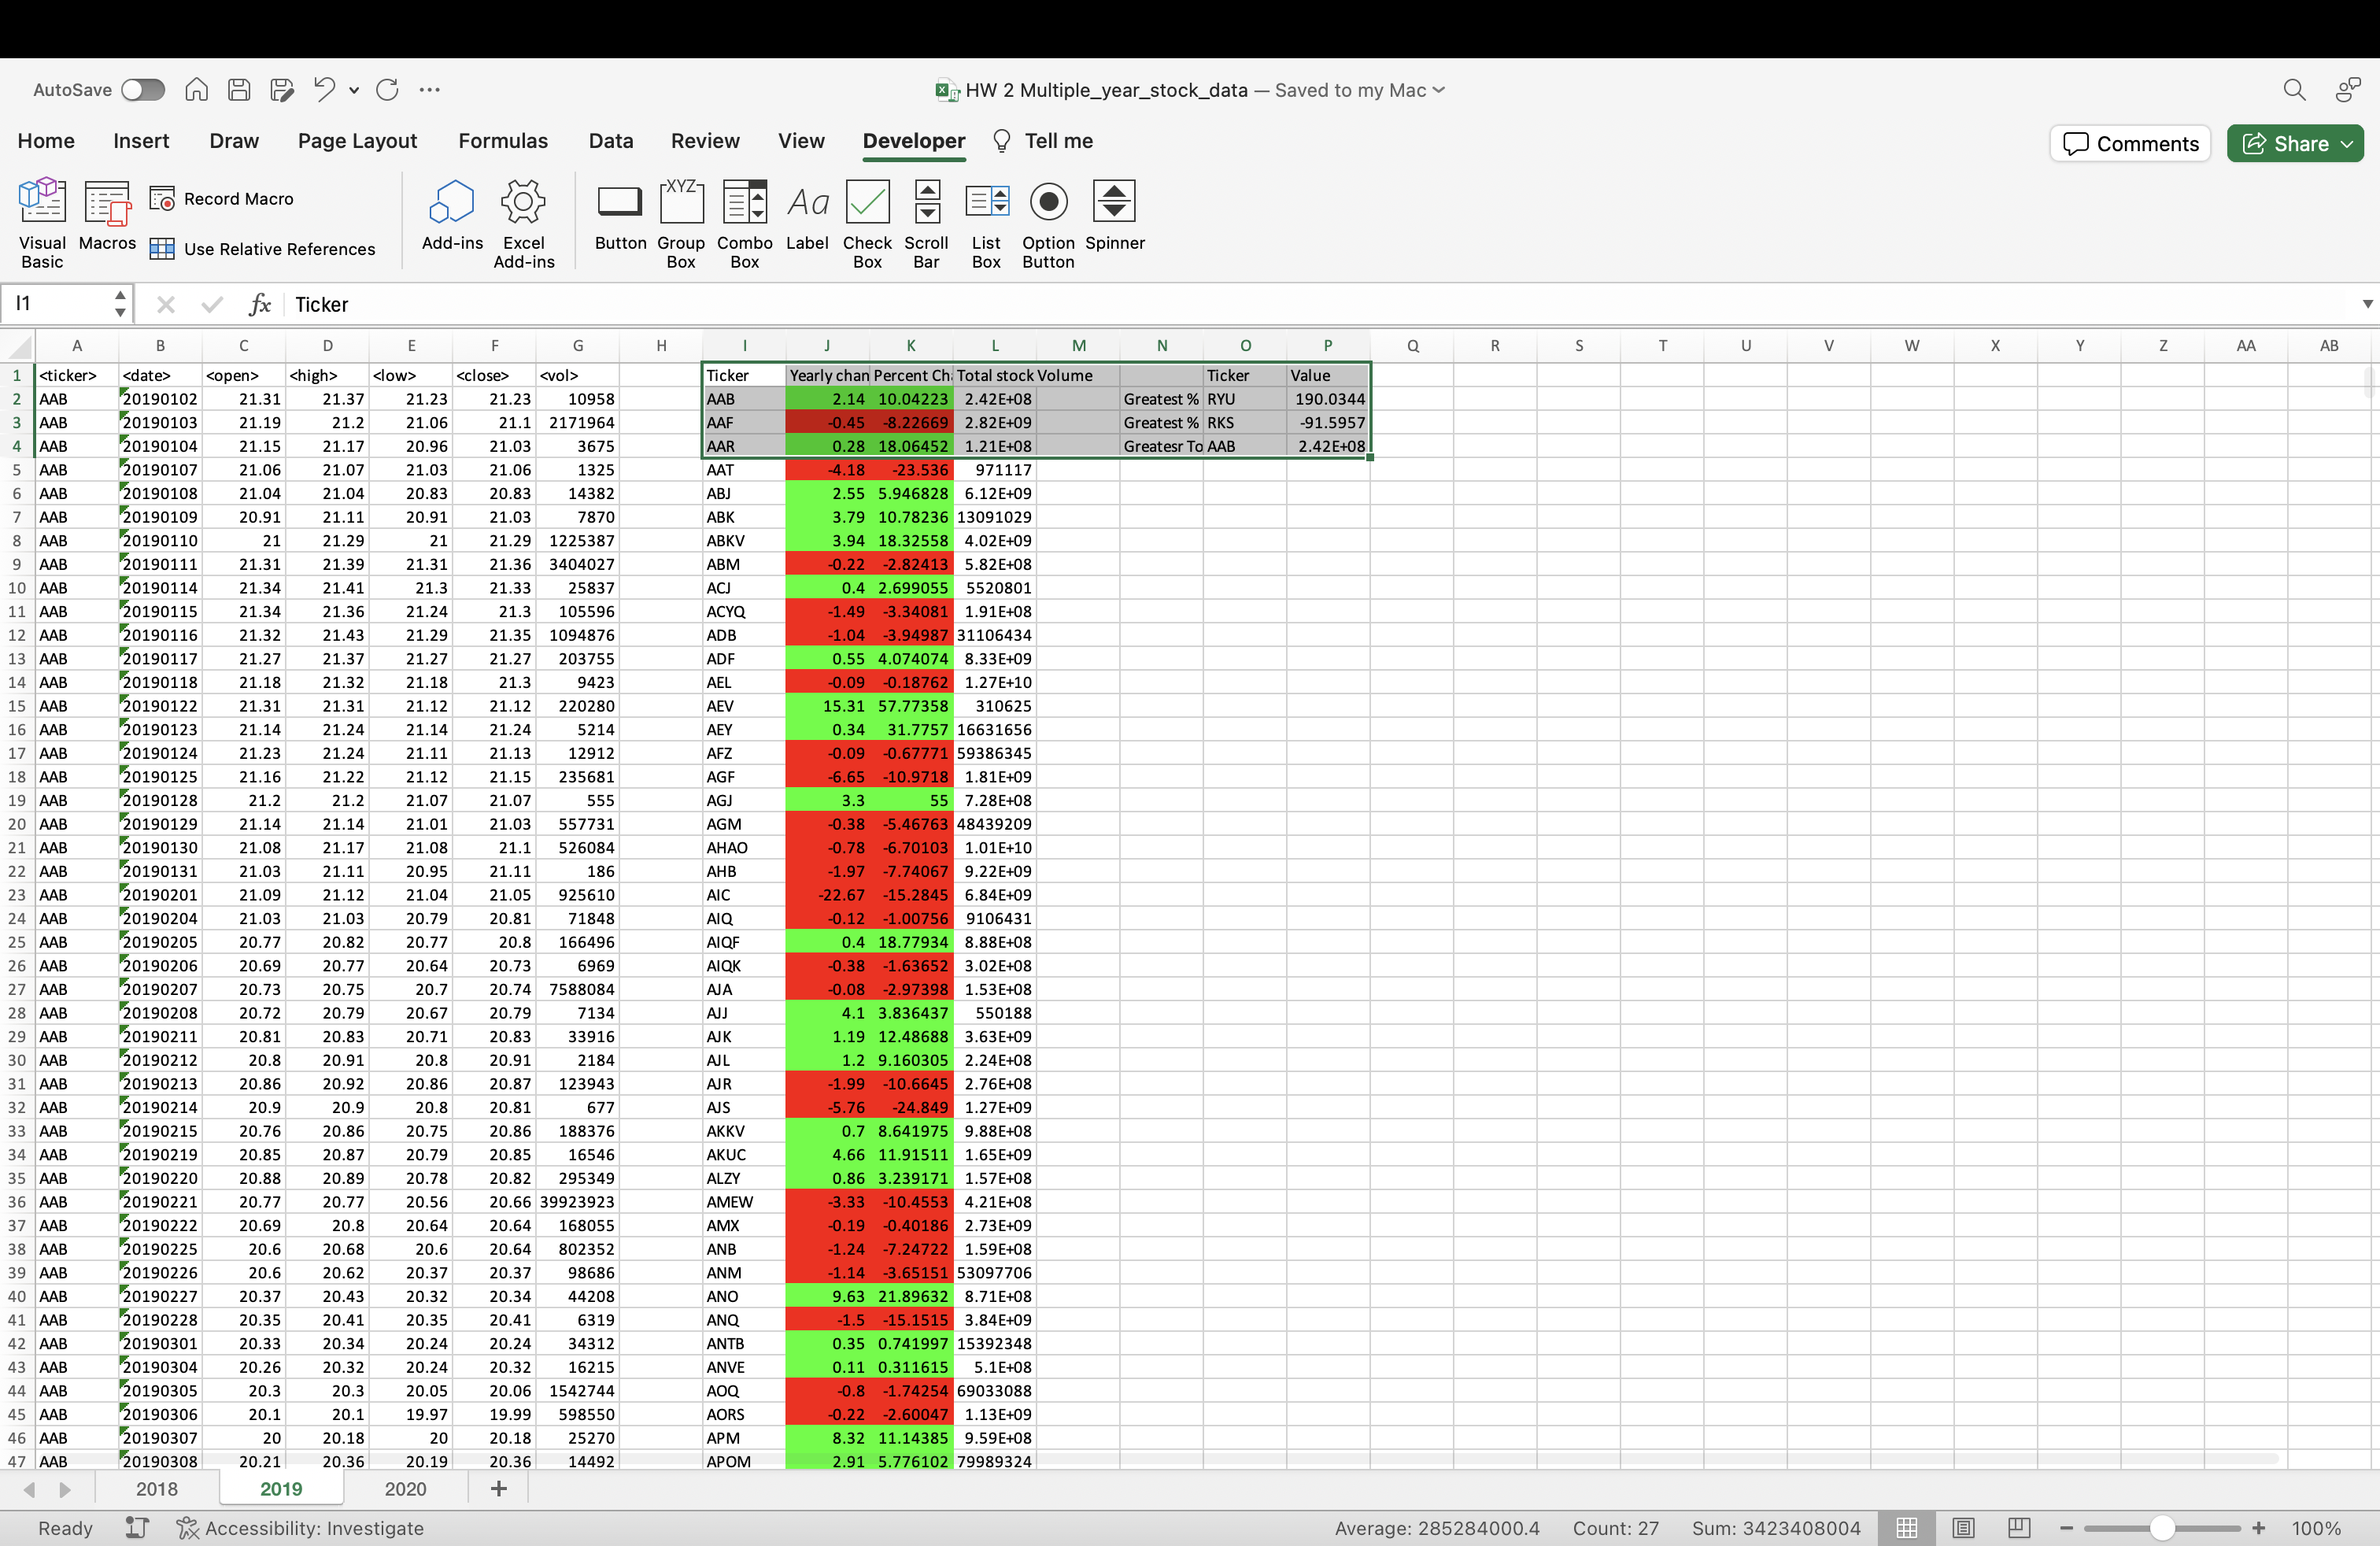 AutoSave HW 2 Multiple_year_stock_data — Saved to my Mac
Home Insert Draw Page Layout Formulas Data Review View Developer Tell me Comments Share
Visual Basic Macros Record Macro Use Relative References Add-ins Excel Add-ins Button Group Box Combo Box Label Check Box Scroll Bar List Box Option Button Spinner
I1 fx Ticker
A B C D E F G H I J K L M N O P Q R S T U V W X Y Z AA AB
1 <ticker> <date> <open> <high> <low> <close> <vol> Ticker Yearly chan Percent Ch Total stock Volume Ticker Value
2 AAB 20190102 21.31 21.37 21.23 21.23 10958 AAB 2.14 10.04223 2.42E+08 Greatest % RYU 190.0344
3 AAB 20190103 21.19 21.2 21.06 21.1 2171964 AAF -0.45 -8.22669 2.82E+09 Greatest % RKS -91.5957
4 AAB 20190104 21.15 21.17 20.96 21.03 3675 AAR 0.28 18.06452 1.21E+08 Greatesr To AAB 2.42E+08
5 AAB 20190107 21.06 21.07 21.03 21.06 1325 AAT -4.18 -23.536 971117
6 AAB 20190108 21.04 21.04 20.83 20.83 14382 ABJ 2.55 5.946828 6.12E+09
7 AAB 20190109 20.91 21.11 20.91 21.03 7870 ABK 3.79 10.78236 13091029
8 AAB 20190110 21 21.29 21 21.29 1225387 ABKV 3.94 18.32558 4.02E+09
9 AAB 20190111 21.31 21.39 21.31 21.36 3404027 ABM -0.22 -2.82413 5.82E+08
10 AAB 20190114 21.34 21.41 21.3 21.33 25837 ACJ 0.4 2.699055 5520801
11 AAB 20190115 21.34 21.36 21.24 21.3 105596 ACYQ -1.49 -3.34081 1.91E+08
12 AAB 20190116 21.32 21.43 21.29 21.35 1094876 ADB -1.04 -3.94987 31106434
13 AAB 20190117 21.27 21.37 21.27 21.27 203755 ADF 0.55 4.074074 8.33E+09
14 AAB 20190118 21.18 21.32 21.18 21.3 9423 AEL -0.09 -0.18762 1.27E+10
15 AAB 20190122 21.31 21.31 21.12 21.12 220280 AEV 15.31 57.77358 310625
16 AAB 20190123 21.14 21.24 21.14 21.24 5214 AEY 0.34 31.7757 16631656
17 AAB 20190124 21.23 21.24 21.11 21.13 12912 AFZ -0.09 -0.67771 59386345
18 AAB 20190125 21.16 21.22 21.12 21.15 235681 AGF -6.65 -10.9718 1.81E+09
19 AAB 20190128 21.2 21.2 21.07 21.07 555 AGJ 3.3 55 7.28E+08
20 AAB 20190129 21.14 21.14 21.01 21.03 557731 AGM -0.38 -5.46763 48439209
21 AAB 20190130 21.08 21.17 21.08 21.1 526084 AHAO -0.78 -6.70103 1.01E+10
22 AAB 20190131 21.03 21.11 20.95 21.11 186 AHB -1.97 -7.74067 9.22E+09
23 AAB 20190201 21.09 21.12 21.04 21.05 925610 AIC -22.67 -15.2845 6.84E+09
24 AAB 20190204 21.03 21.03 20.79 20.81 71848 AIQ -0.12 -1.00756 9106431
25 AAB 20190205 20.77 20.82 20.77 20.8 166496 AIQF 0.4 18.77934 8.88E+08
26 AAB 20190206 20.69 20.77 20.64 20.73 6969 AIQK -0.38 -1.63652 3.02E+08
27 AAB 20190207 20.73 20.75 20.7 20.74 7588084 AJA -0.08 -2.97398 1.53E+08
28 AAB 20190208 20.72 20.79 20.67 20.79 7134 AJJ 4.1 3.836437 550188
29 AAB 20190211 20.81 20.83 20.71 20.83 33916 AJK 1.19 12.48688 3.63E+09
30 AAB 20190212 20.8 20.91 20.8 20.91 2184 AJL 1.2 9.160305 2.24E+08
31 AAB 20190213 20.86 20.92 20.86 20.87 123943 AJR -1.99 -10.6645 2.76E+08
32 AAB 20190214 20.9 20.9 20.8 20.81 677 AJS -5.76 -24.849 1.27E+09
33 AAB 20190215 20.76 20.86 20.75 20.86 188376 AKKV 0.7 8.641975 9.88E+08
34 AAB 20190219 20.85 20.87 20.79 20.85 16546 AKUC 4.66 11.91511 1.65E+09
35 AAB 20190220 20.88 20.89 20.78 20.82 295349 ALZY 0.86 3.239171 1.57E+08
36 AAB 20190221 20.77 20.77 20.56 20.66 39923923 AMEW -3.33 -10.4553 4.21E+08
37 AAB 20190222 20.69 20.8 20.64 20.64 168055 AMX -0.19 -0.40186 2.73E+09
38 AAB 20190225 20.6 20.68 20.6 20.64 802352 ANB -1.24 -7.24722 1.59E+08
39 AAB 20190226 20.6 20.62 20.37 20.37 98686 ANM -1.14 -3.65151 53097706
40 AAB 20190227 20.37 20.43 20.32 20.34 44208 ANO 9.63 21.89632 8.71E+08
41 AAB 20190228 20.35 20.41 20.35 20.41 6319 ANQ -1.5 -15.1515 3.84E+09
42 AAB 20190301 20.33 20.34 20.24 20.24 34312 ANTB 0.35 0.741997 15392348
43 AAB 20190304 20.26 20.32 20.24 20.32 16215 ANVE 0.11 0.311615 5.1E+08
44 AAB 20190305 20.3 20.3 20.05 20.06 1542744 AOQ -0.8 -1.74254 69033088
45 AAB 20190306 20.1 20.1 19.97 19.99 598550 AORS -0.22 -2.60047 1.13E+09
46 AAB 20190307 20 20.18 20 20.18 25270 APM 8.32 11.14385 9.59E+08
47 AAB 20190308 20.21 20.36 20.19 20.36 14492 APOM 2.91 5.776102 79989324
2018 2019 2020 +
Ready Accessibility: Investigate Average: 285284000.4 Count: 27 Sum: 3423408004 100%